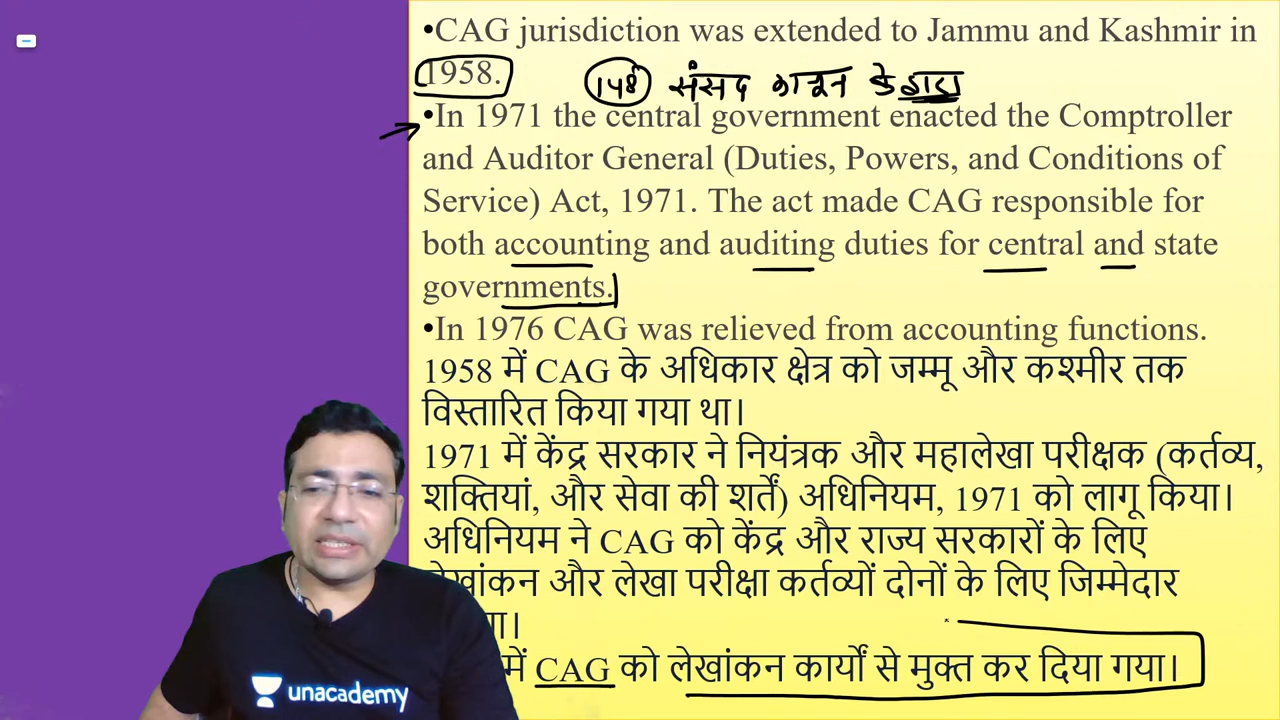 •CAG jurisdiction was extended to Jammu and Kashmir in
1958.
148 संसद कानून के द्वारा
•In 1971 the central government enacted the Comptroller
and Auditor General (Duties, Powers, and Conditions of
Service) Act, 1971. The act made CAG responsible for
both accounting and auditing duties for central and state
governments.
•In 1976 CAG was relieved from accounting functions.
1958 में CAG के अधिकार क्षेत्र को जम्मू और कश्मीर तक
विस्तारित किया गया था।
1971 में केंद्र सरकार ने नियंत्रक और महालेखा परीक्षक (कर्तव्य,
शक्तियां, और सेवा की शर्तें) अधिनियम, 1971 को लागू किया।
अधिनियम ने CAG को केंद्र और राज्य सरकारों के लिए
लेखांकन और लेखा परीक्षा कर्तव्यों दोनों के लिए जिम्मेदार
में CAG को लेखांकन कार्यों से मुक्त कर दिया गया।
unacademy